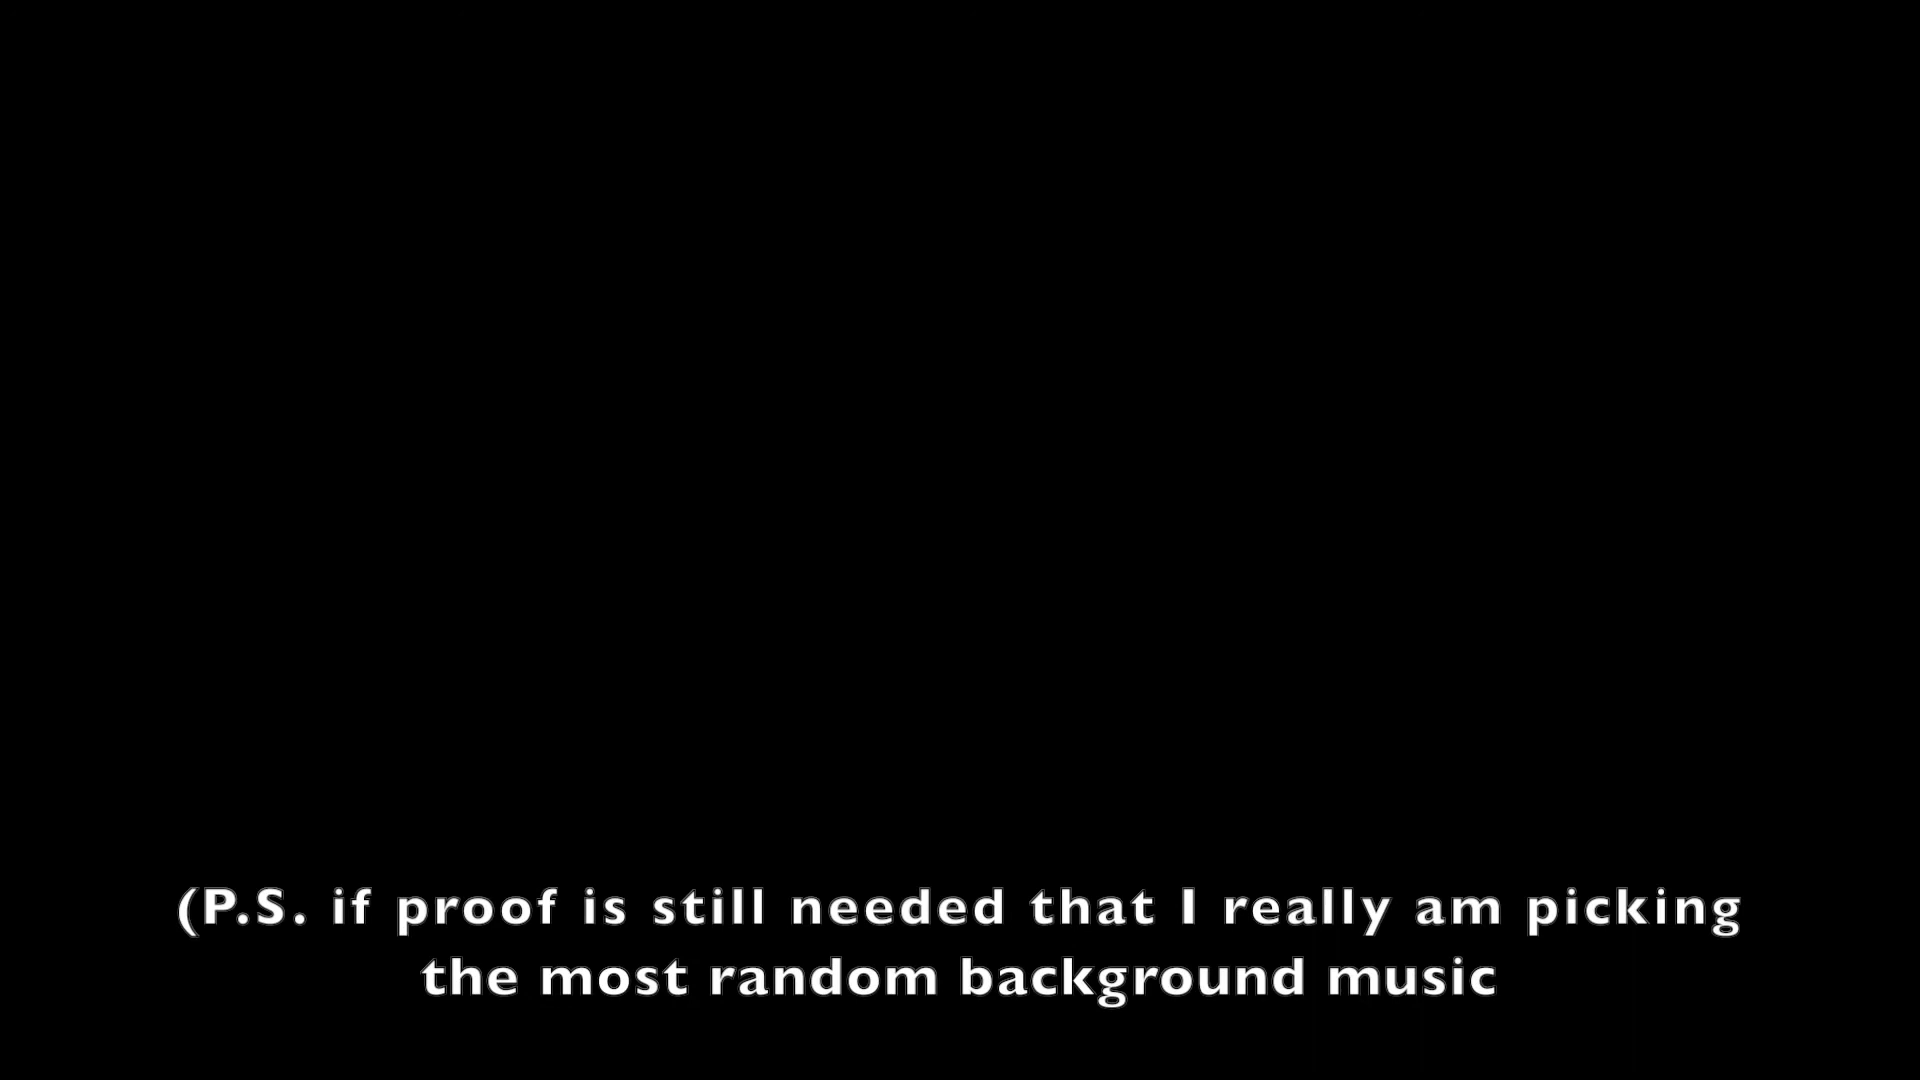 (P.S. if proof is still needed that I really am picking
the most random background music